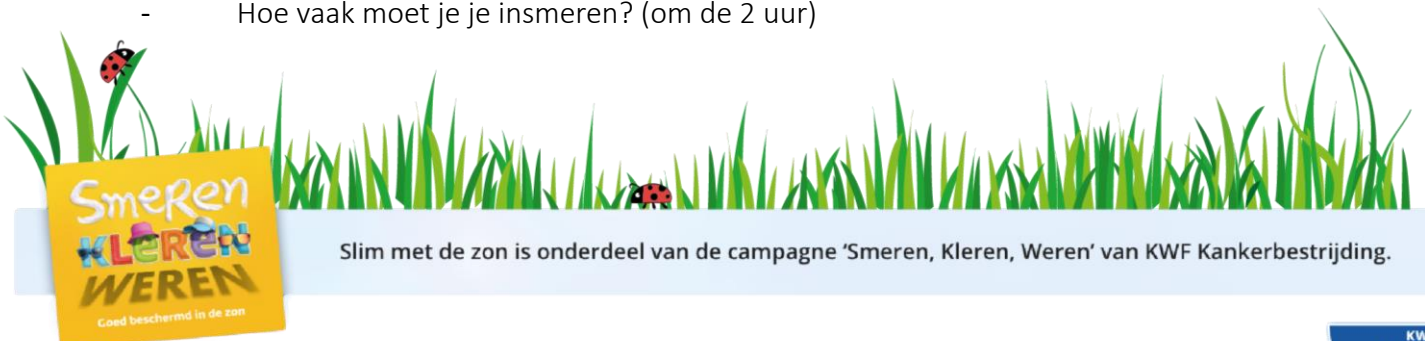 - Hoe vaak moet je je insmeren? (om de 2 uur)
Smeren
KLEREN
WEREN
Goed beschermd in de zon
Slim met de zon is onderdeel van de campagne ‘Smeren, Kleren, Weren’ van KWF Kankerbestrijding.